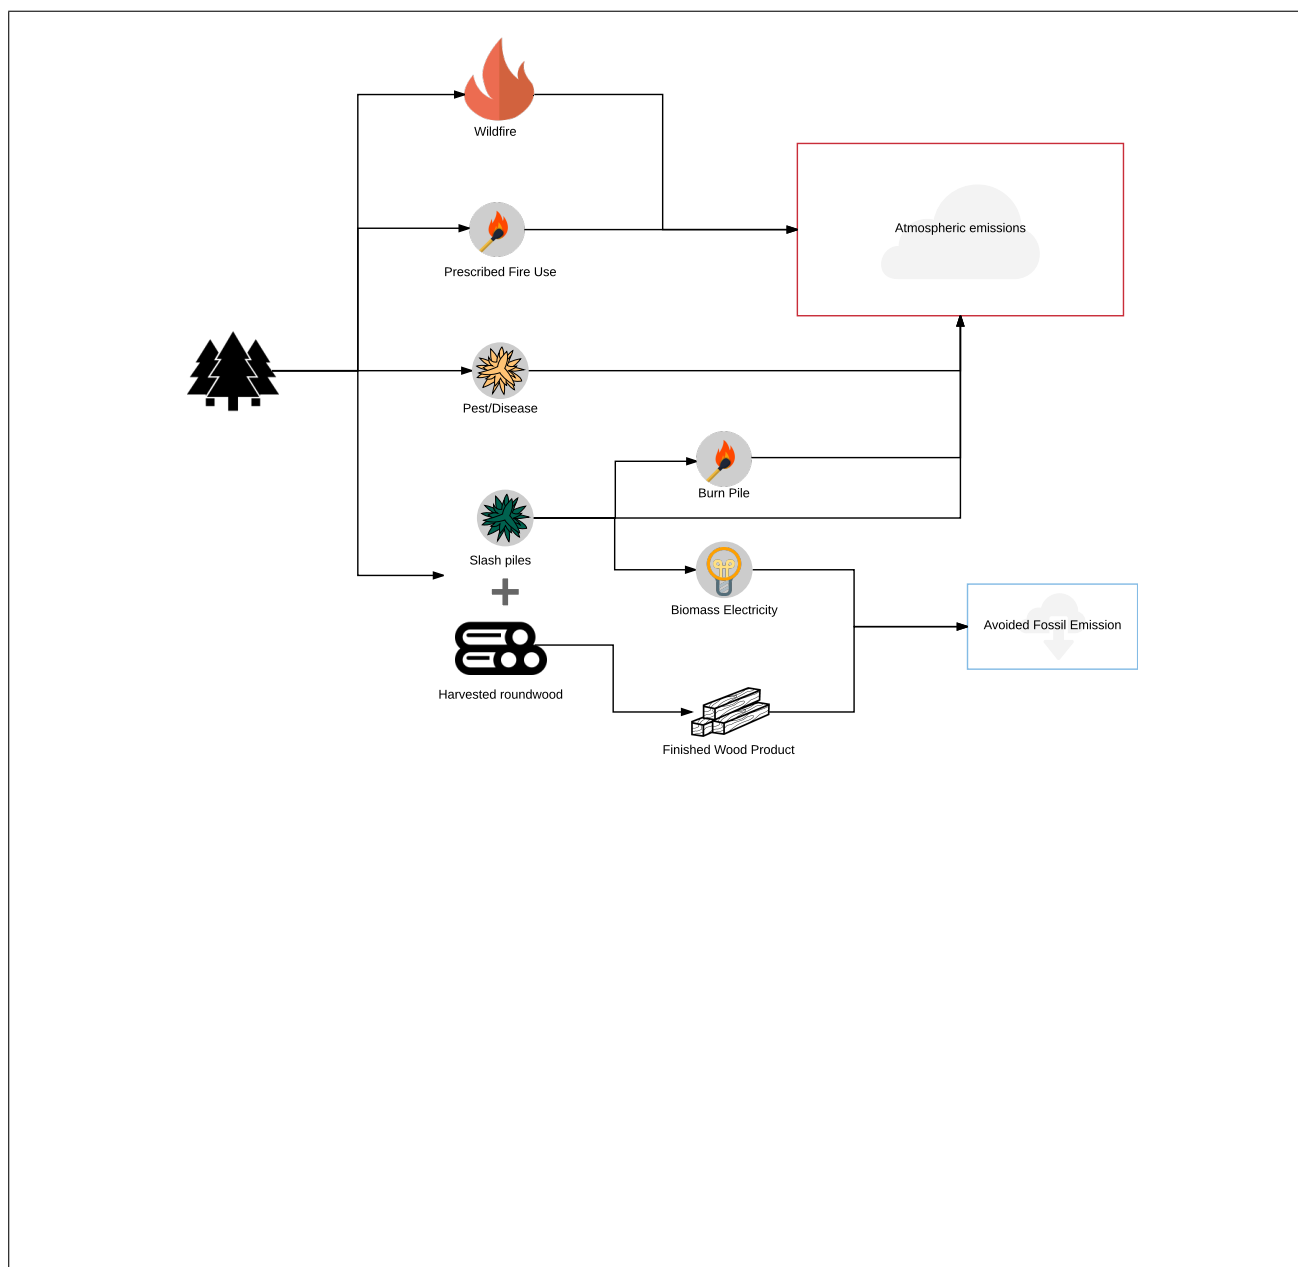 Wildfire
Atmospheric emissions
Prescribed Fire Use
Pest/Disease
Burn Pile
Slash piles
Biomass Electricity
Avoided Fossil Emission
Harvested roundwood
Finished Wood Product